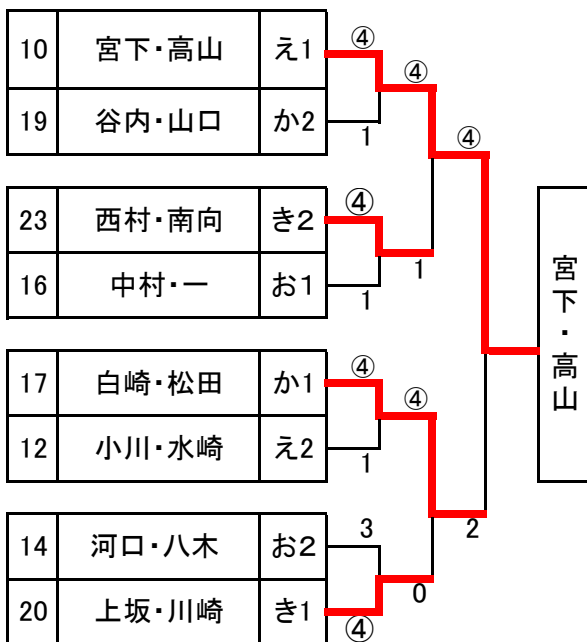 10 宮下・高山 え1 ④
④
19 谷内・山口 か2 1
④
23 西村・南向 き2 ④
1
16 中村・一 お1 1
宮下・高山
17 白崎・松田 か1 ④
④
12 小川・水崎 え2 1
2
14 河口・八木 お2 3
0
20 上坂・川崎 き1 ④